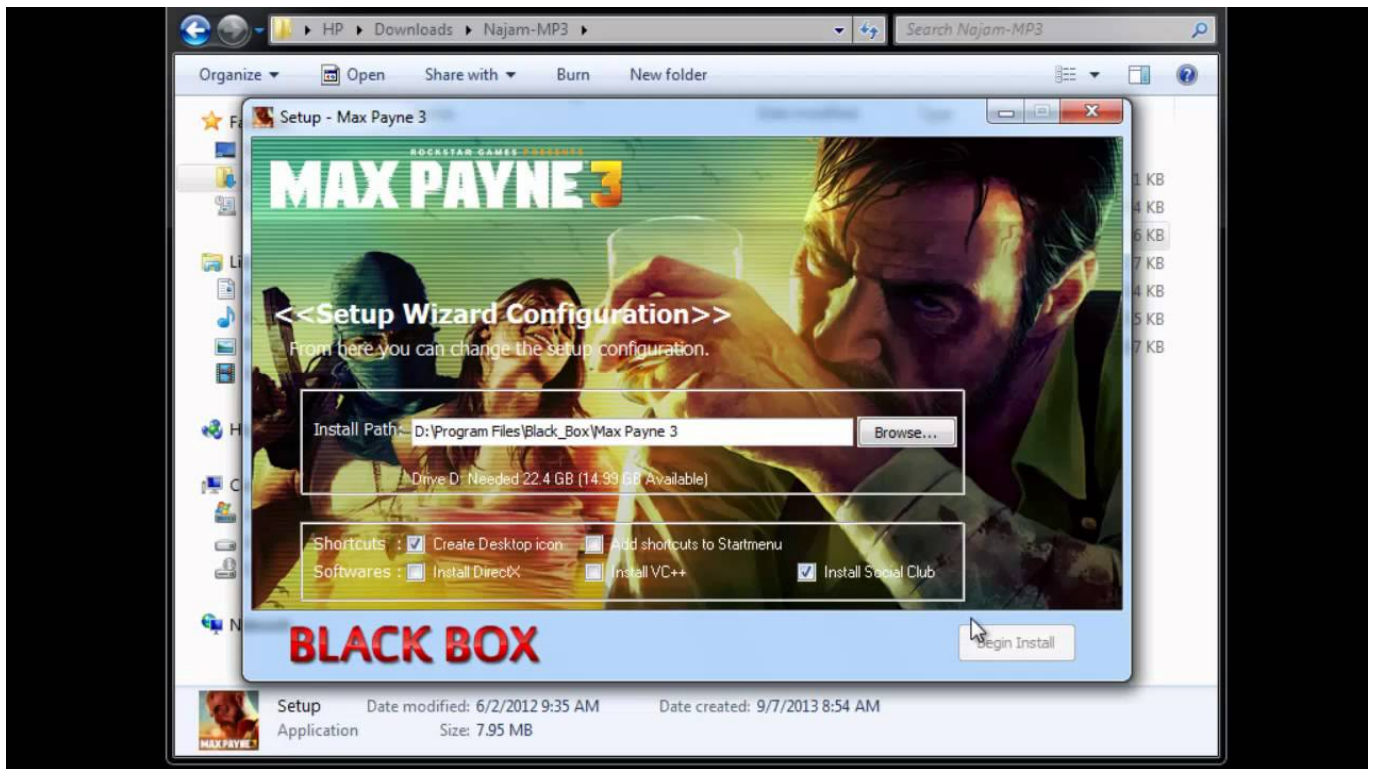 HP Downloads Najam-MP3 Search Najam-MP3
Organize Open Share with Burn New folder
Setup - Max Payne 3
ROCKSTAR GAMES PRESENTS
MAX PAYNE 3
1 KB
4 KB
6 KB
7 KB
4 KB
5 KB
7 KB
<<Setup Wizard Configuration>>
From here you can change the setup configuration.
Install Path: D:\Program Files\Black_Box\Max Payne 3 Browse...
Drive D: Needed 22.4 GB (14.99 GB Available)
Shortcuts : Create Desktop icon Add shortcuts to Startmenu
Softwares : Install DirectX Install VC++ Install Social Club
BLACK BOX Begin Install
Setup Date modified: 6/2/2012 9:35 AM Date created: 9/7/2013 8:54 AM
Application Size: 7.95 MB
MAX PAYNE 3